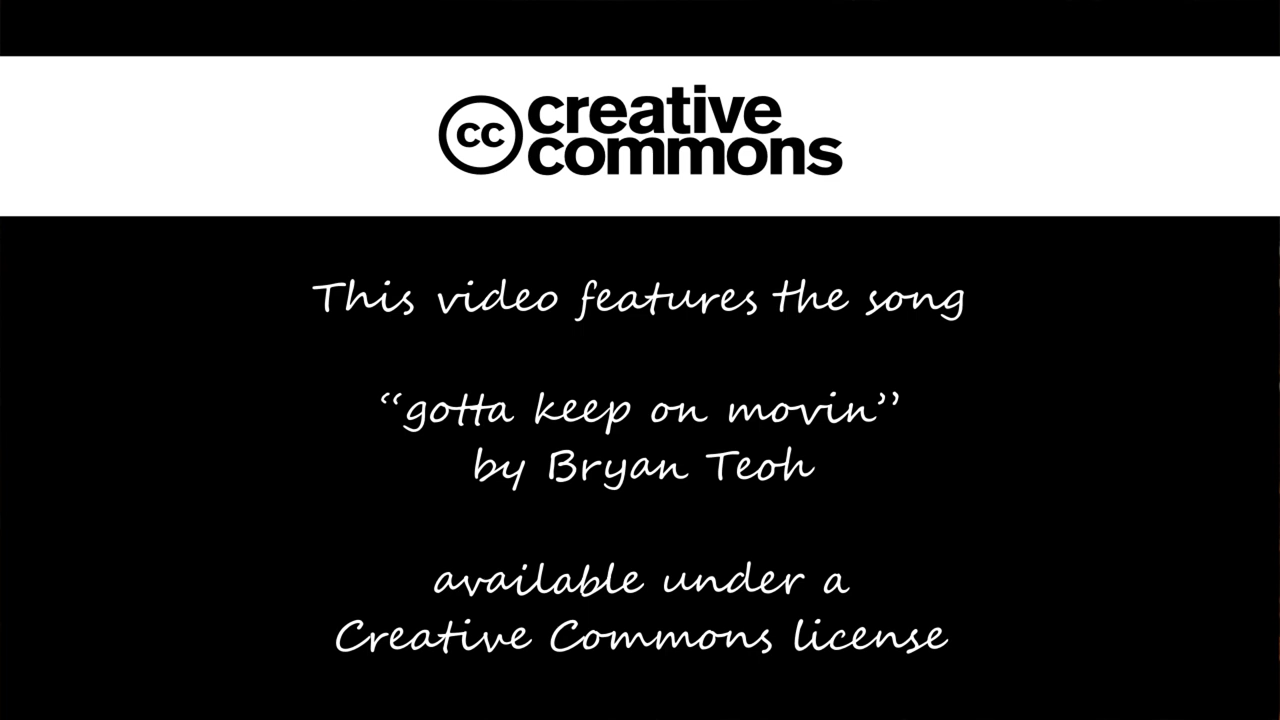 cc creative
commons
This video features the song
“gotta keep on movin”
by Bryan Teoh
available under a
Creative Commons license